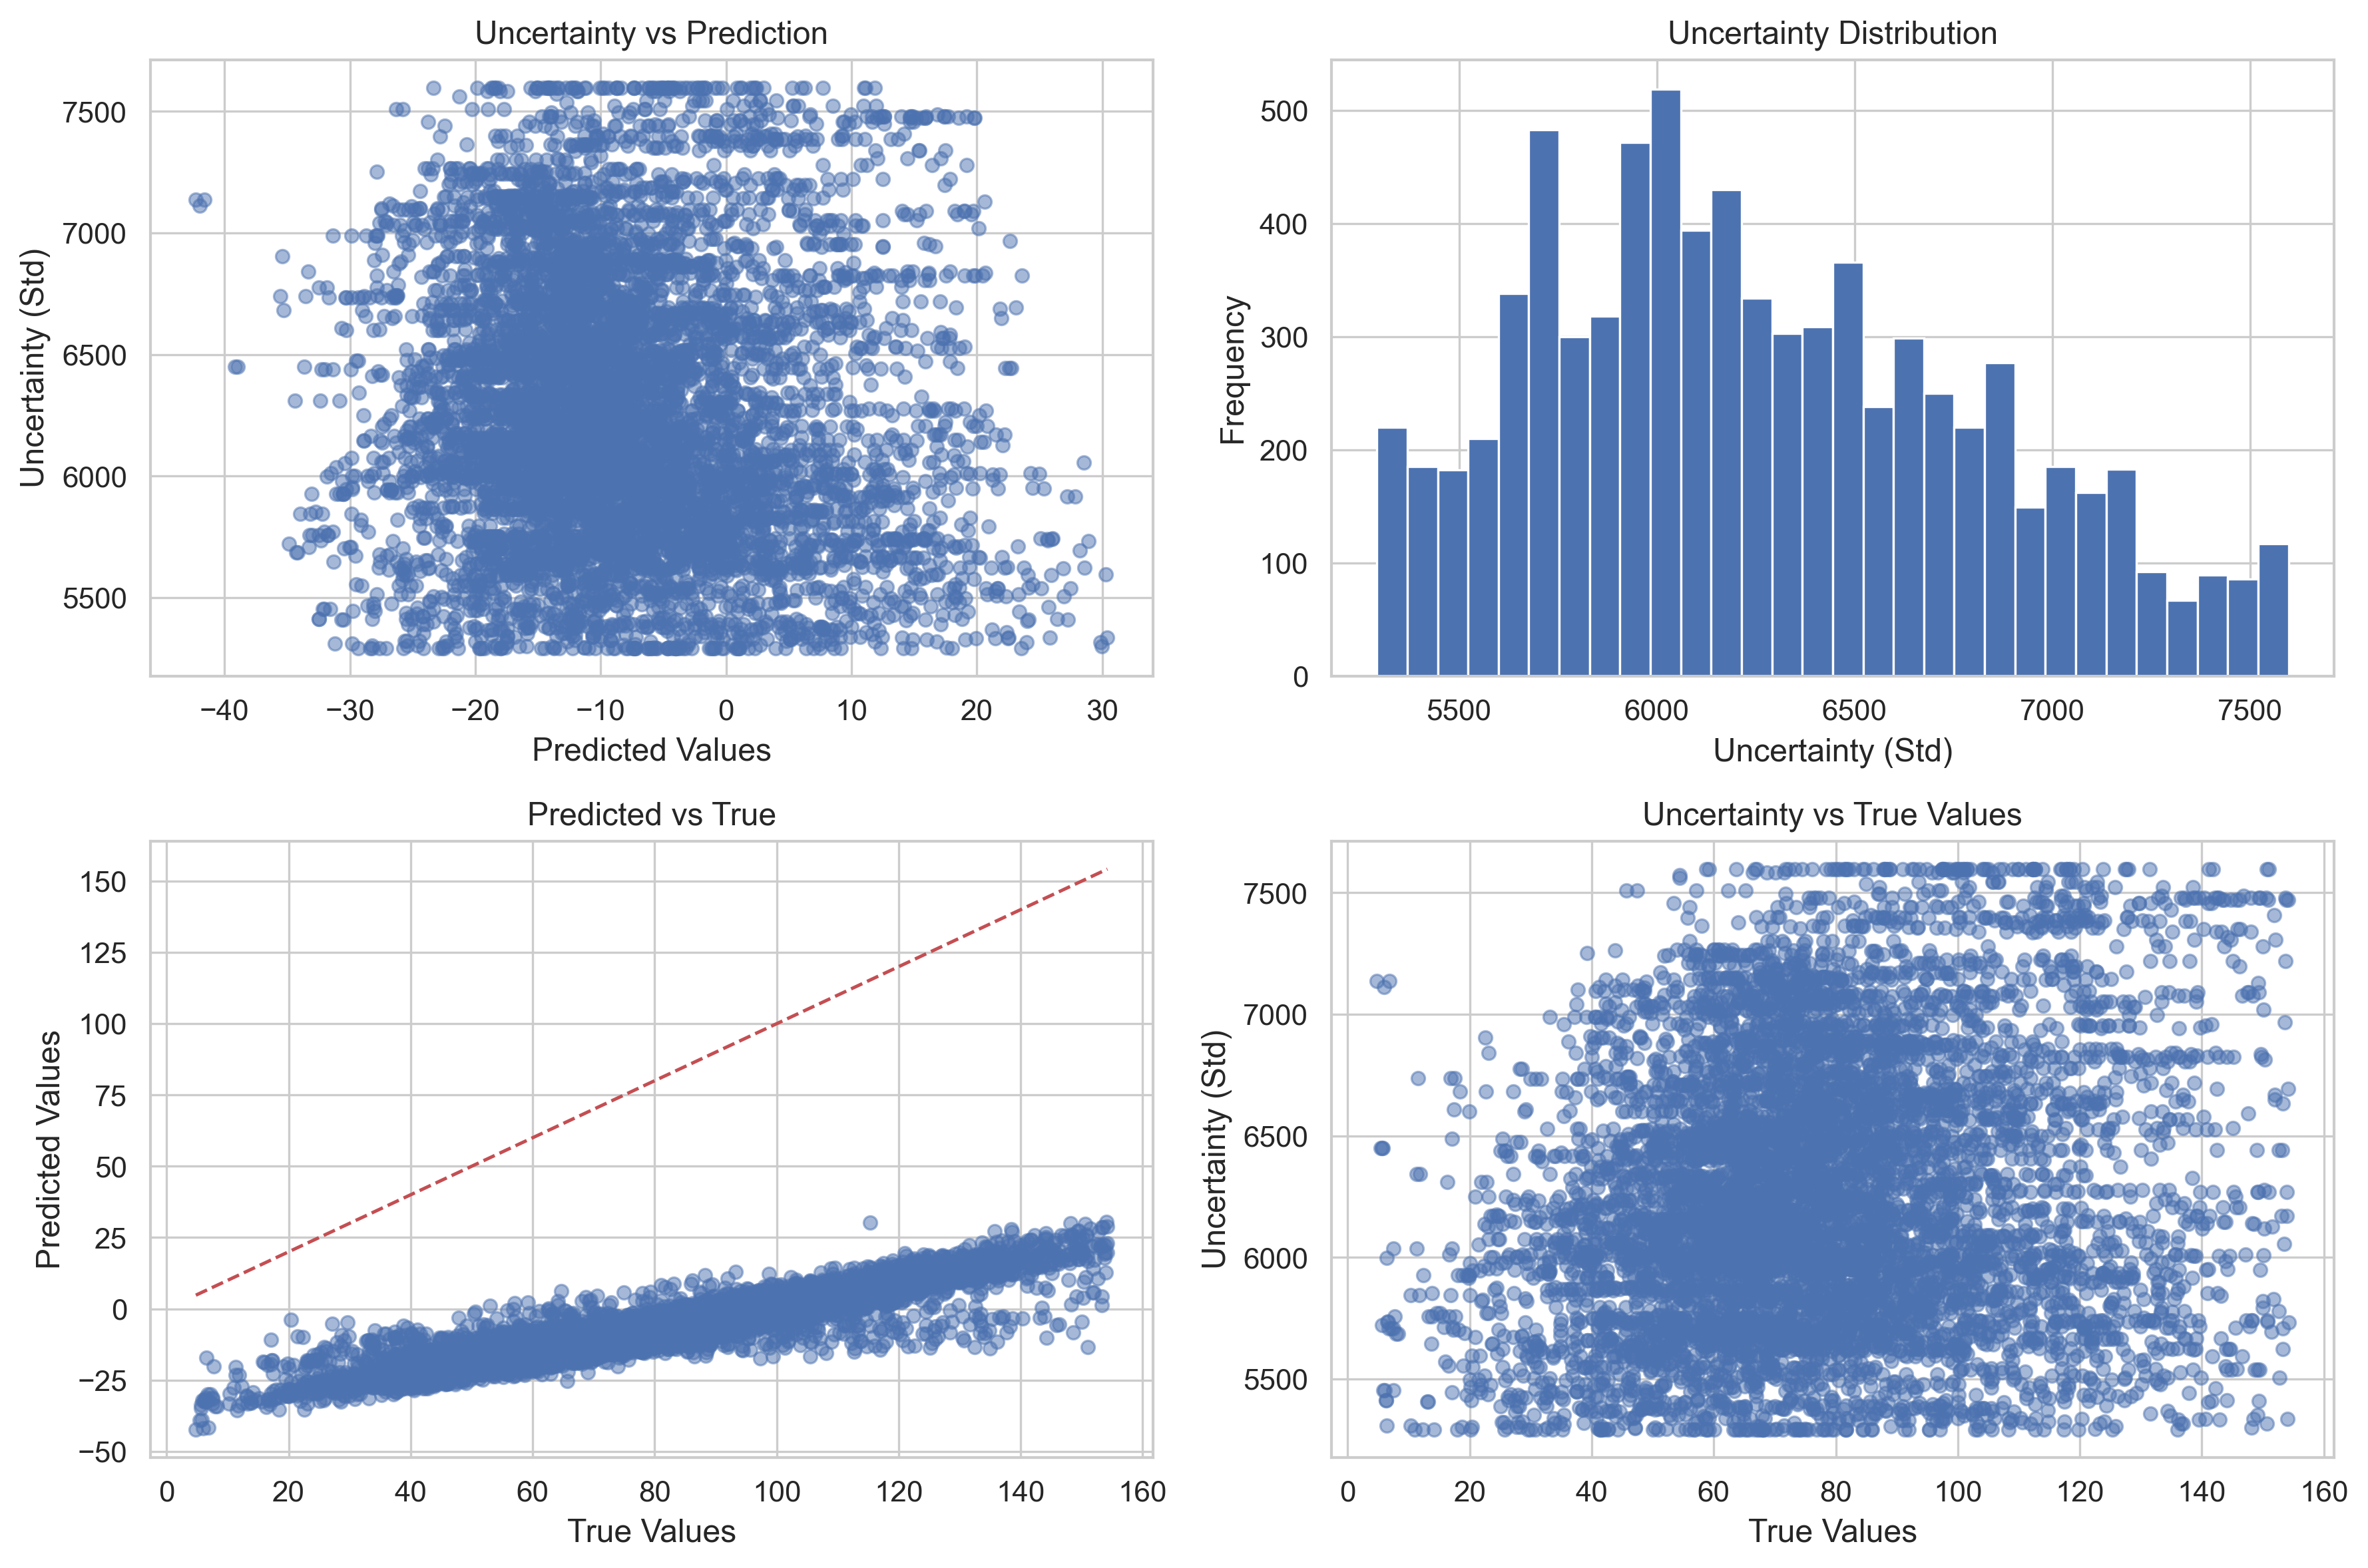 Uncertainty vs Prediction
Uncertainty (Std)
7500
7000
6500
6000
5500
−40 −30 −20 −10 0 10 20 30
Predicted Values
Uncertainty Distribution
Frequency
500
400
300
200
100
0
5500 6000 6500 7000 7500
Uncertainty (Std)
Predicted vs True
Predicted Values
150
125
100
75
50
25
0
−25
−50
0 20 40 60 80 100 120 140 160
True Values
Uncertainty vs True Values
Uncertainty (Std)
7500
7000
6500
6000
5500
0 20 40 60 80 100 120 140 160
True Values